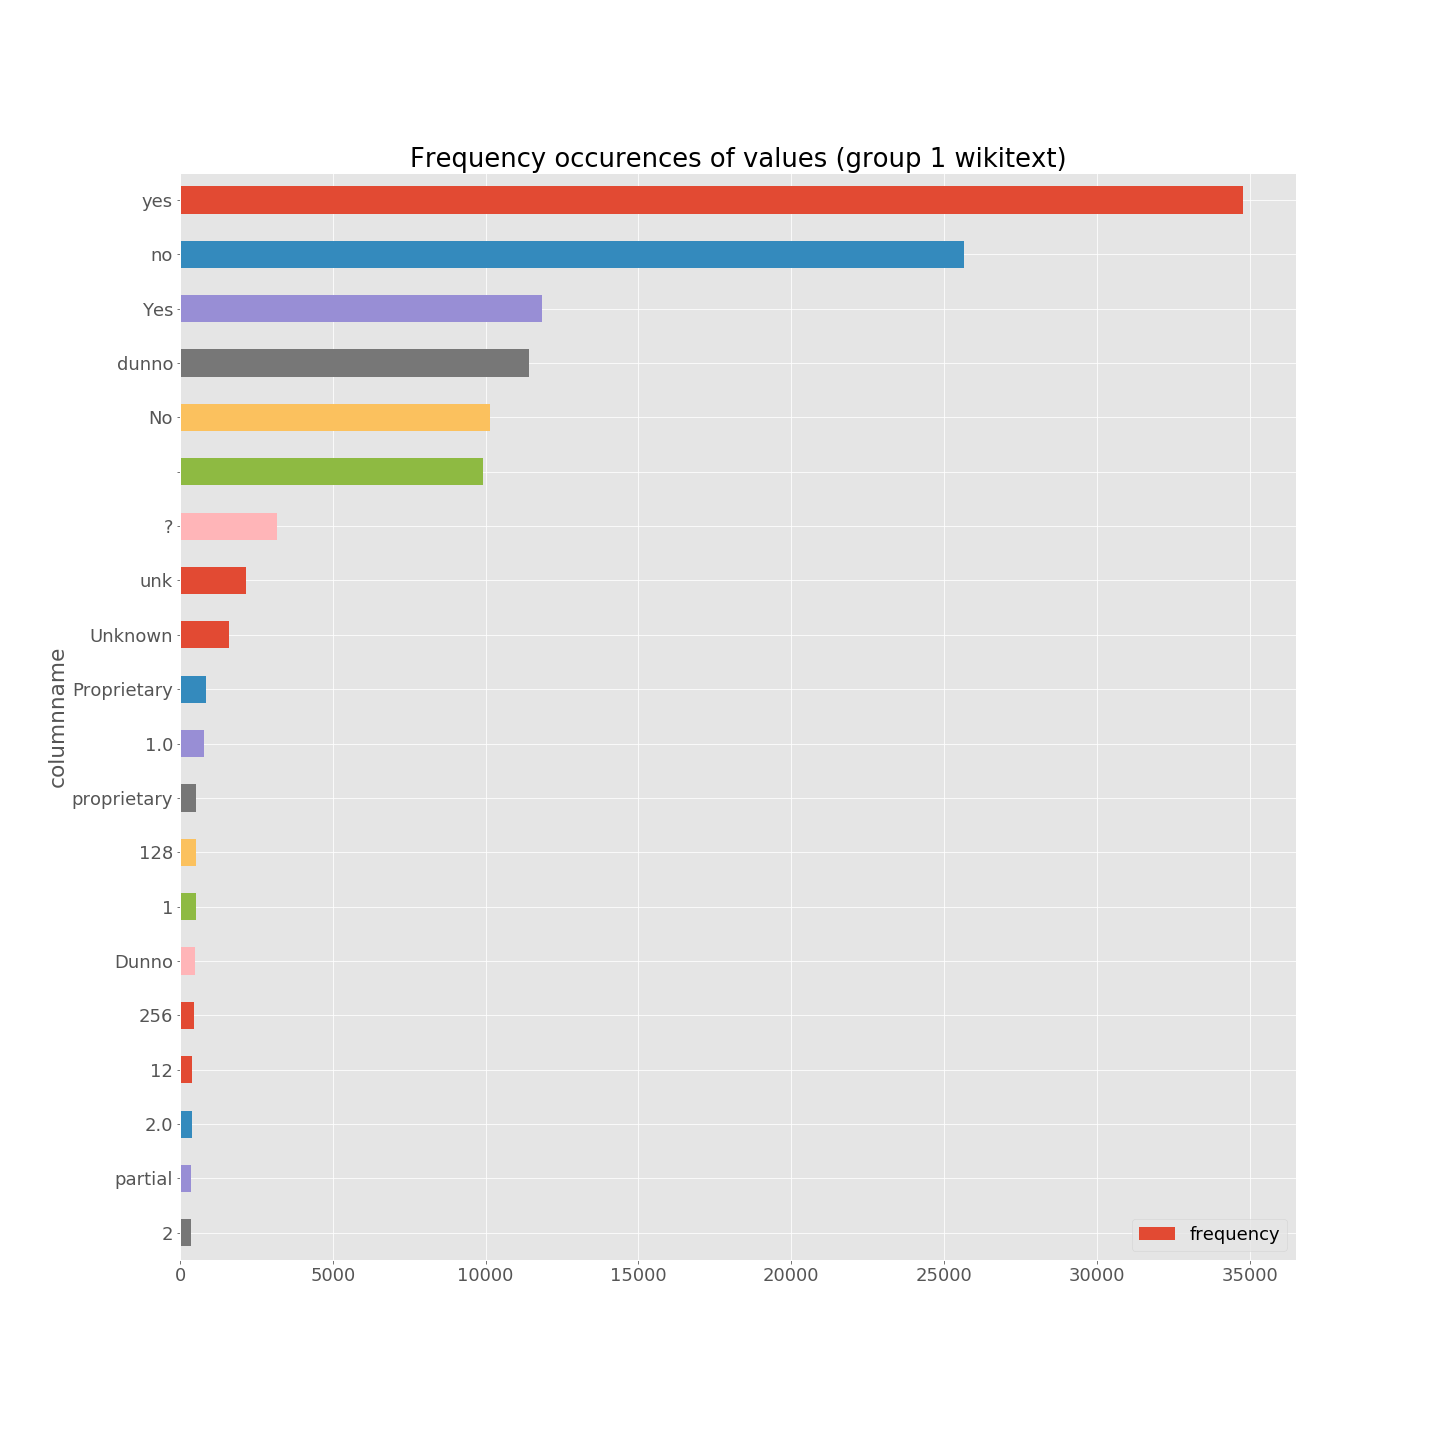 Frequency occurences of values (group 1 wikitext)
yes
no
Yes
dunno
No
?
unk
Unknown
Proprietary
1.0
proprietary
128
1
Dunno
256
12
2.0
partial
2
columnname
frequency
0 5000 10000 15000 20000 25000 30000 35000